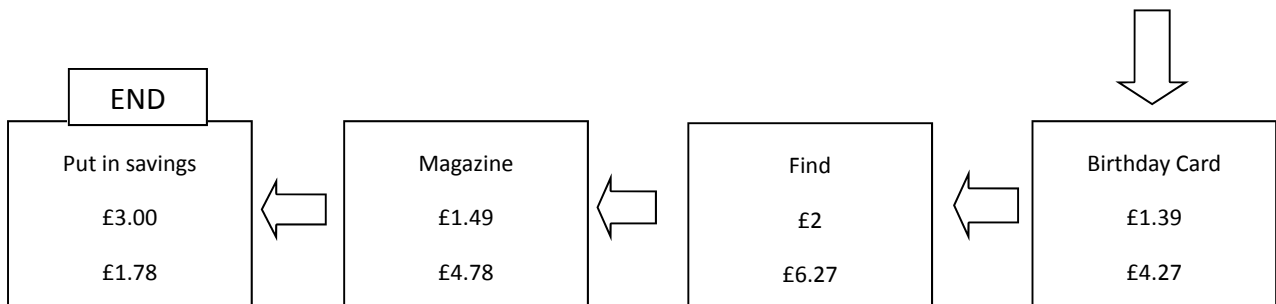 END
Put in savings
£3.00
£1.78
Magazine
£1.49
£4.78
Find
£2
£6.27
Birthday Card
£1.39
£4.27